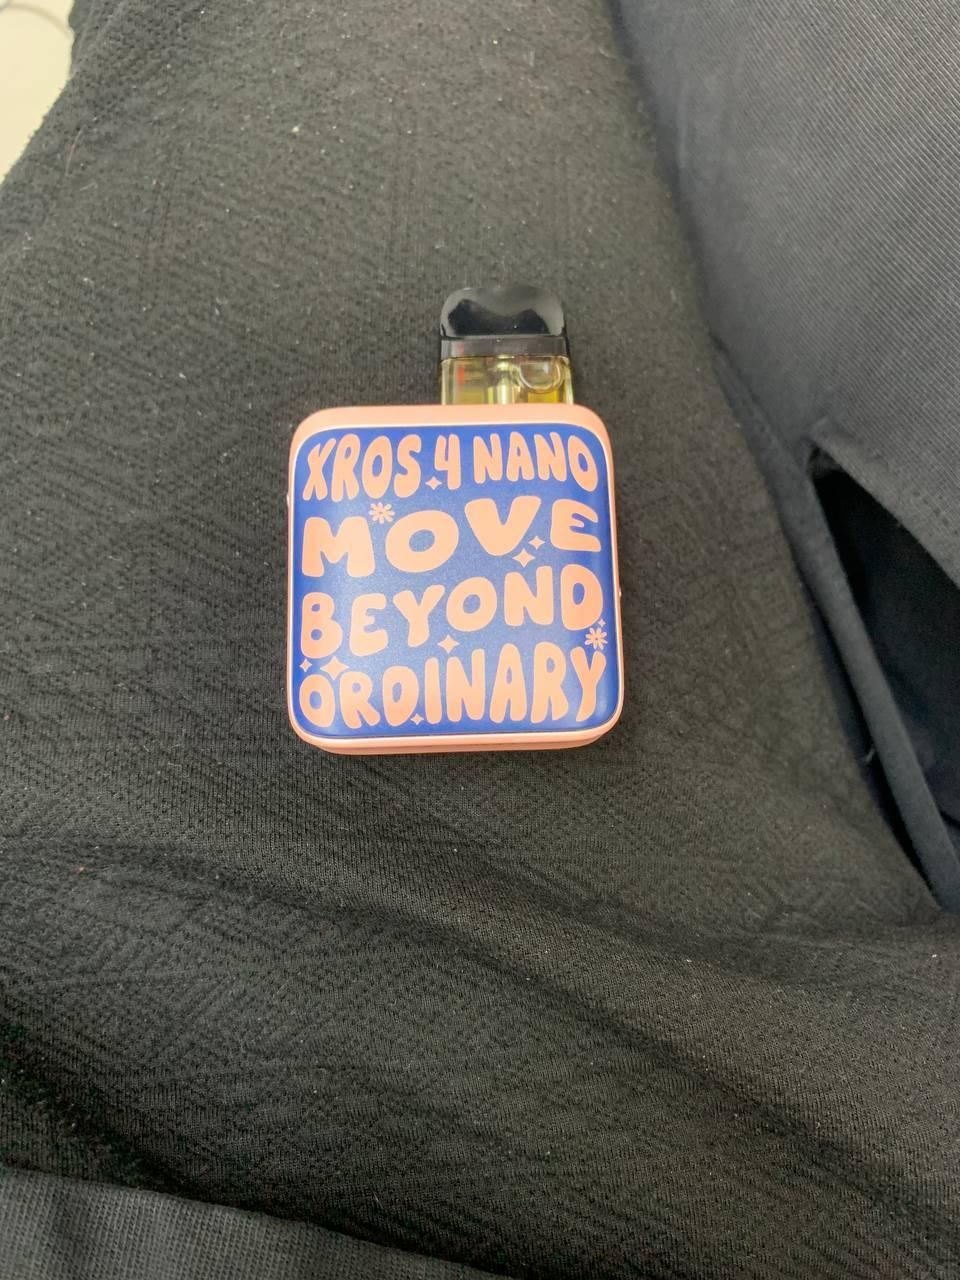 XROS 4 NANO
MOVE
BEYOND
ORDINARY